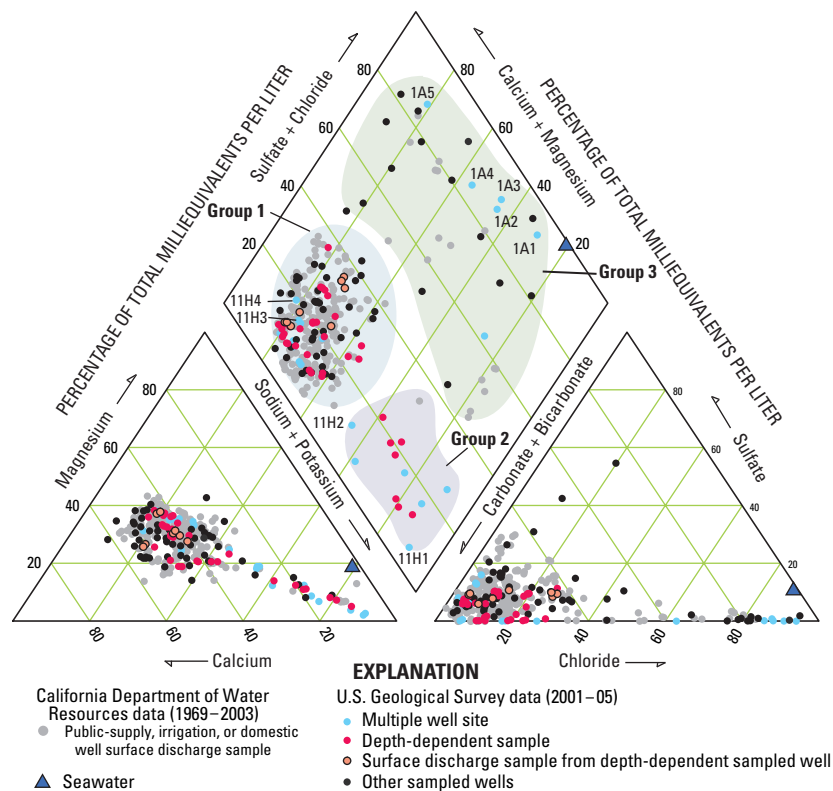 PERCENTAGE OF TOTAL MILLIEQUIVALENTS PER LITER
Sulfate + Chloride
Calcium + Magnesium
PERCENTAGE OF TOTAL MILLIEQUIVALENTS PER LITER
80
80
60
60
40
40
20
20
1A5
1A4
1A3
1A2
1A1
Group 1
Group 3
11H4
11H3
11H2
Group 2
11H1
Sodium + Potassium
Carbonate + Bicarbonate
Magnesium
Sulfate
80
60
40
20
80
60
40
20
80
60
40
20
Calcium
20
40
60
80
Chloride
EXPLANATION
California Department of Water
Resources data (1969–2003)
Public-supply, irrigation, or domestic
well surface discharge sample
Seawater
U.S. Geological Survey data (2001–05)
Multiple well site
Depth-dependent sample
Surface discharge sample from depth-dependent sampled well
Other sampled wells